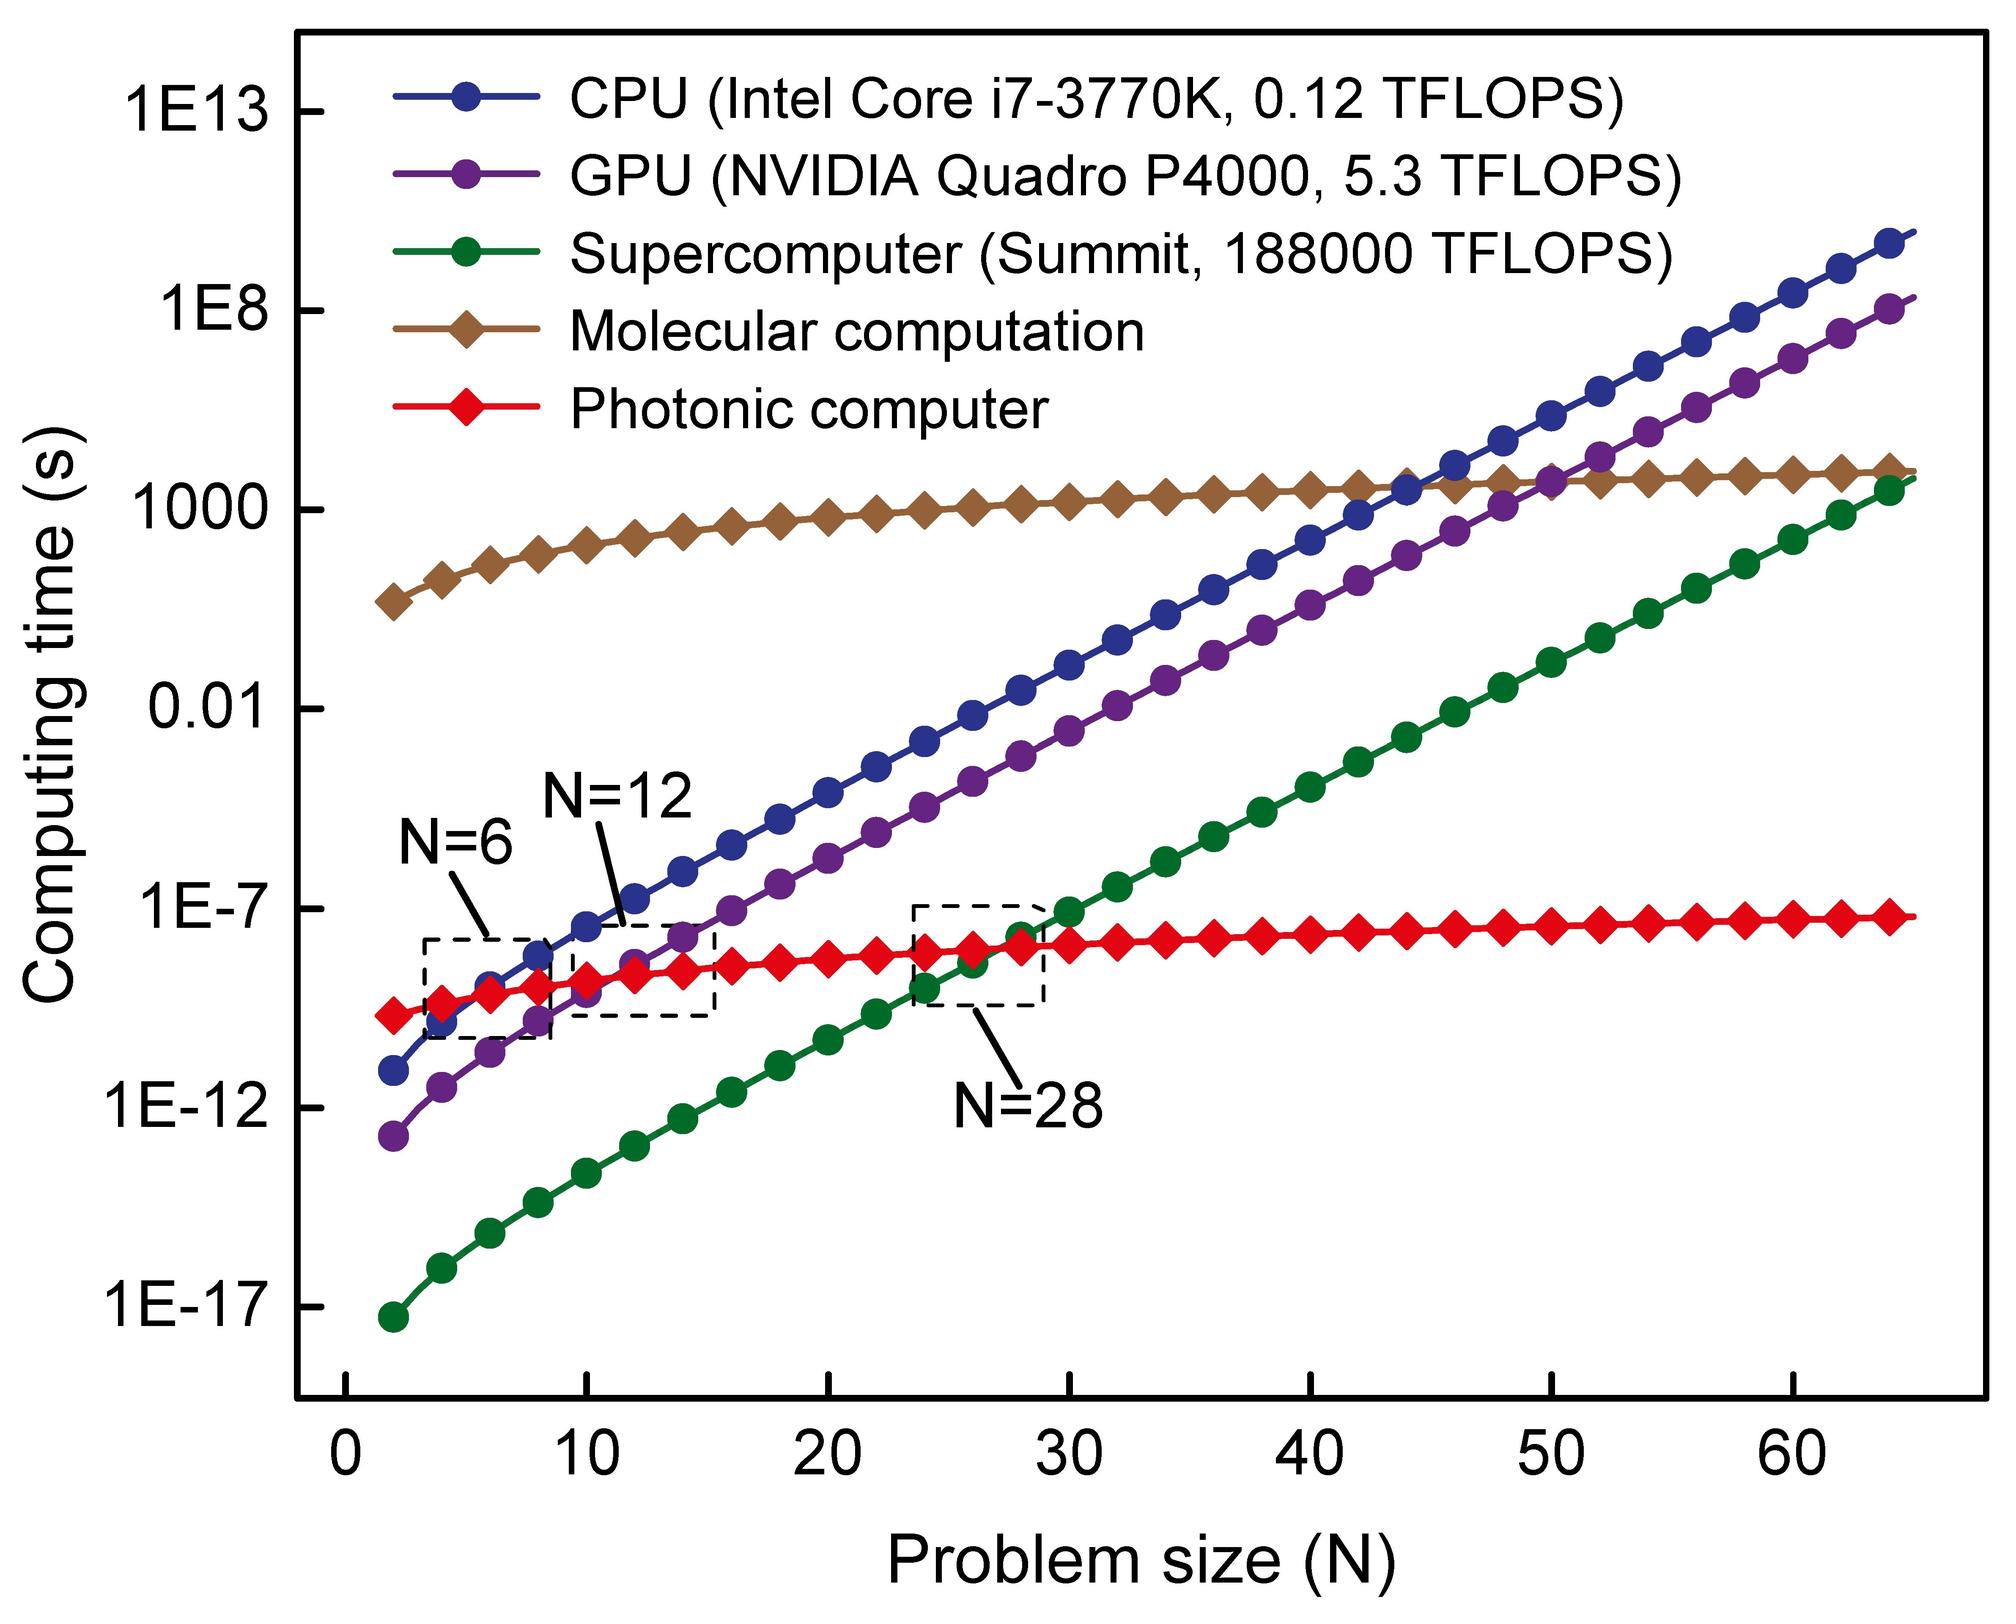 CPU (Intel Core i7-3770K, 0.12 TFLOPS)
GPU (NVIDIA Quadro P4000, 5.3 TFLOPS)
Supercomputer (Summit, 188000 TFLOPS)
Molecular computation
Photonic computer
Computing time (s)
1E13
1E8
1000
0.01
1E-7
1E-12
1E-17
N=6
N=12
N=28
0 10 20 30 40 50 60
Problem size (N)